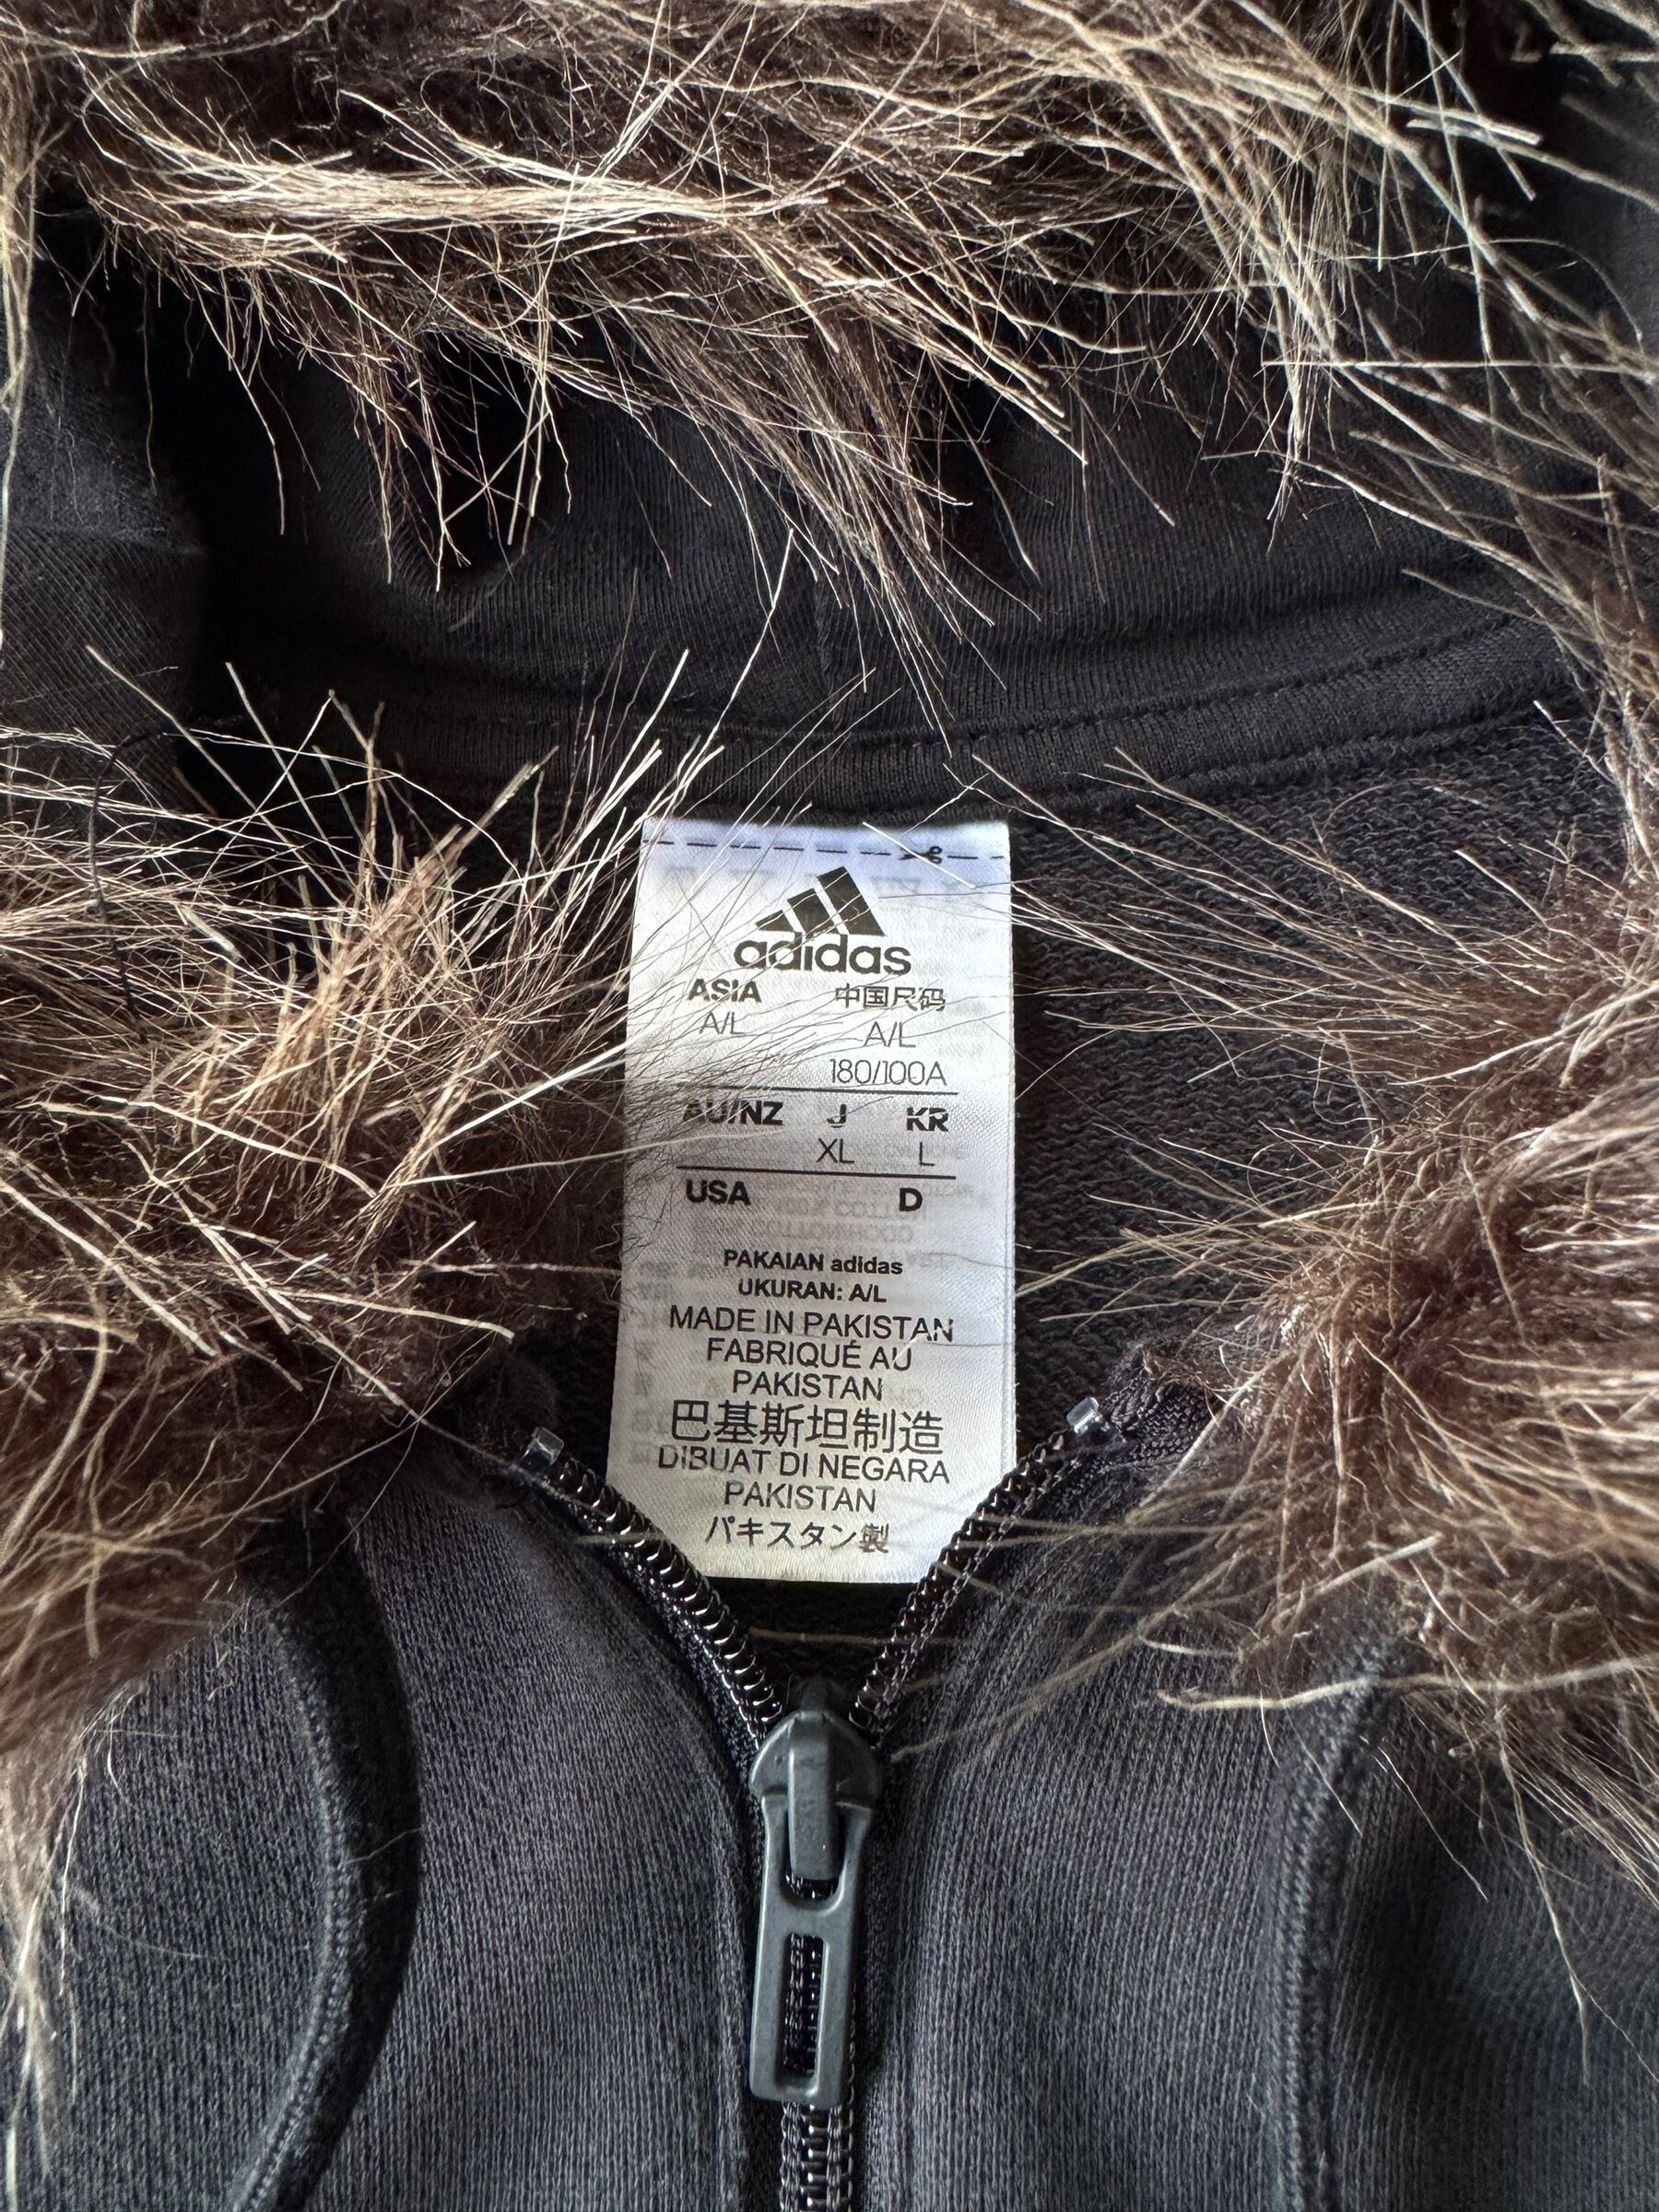 adidas
ASIA 中国尺码
A/L A/L
180/100A
AU/NZ J KR
XL L
USA D
PAKAIAN adidas
UKURAN: A/L
MADE IN PAKISTAN
FABRIQUÉ AU
PAKISTAN
巴基斯坦制造
DIBUAT DI NEGARA
PAKISTAN
パキスタン製